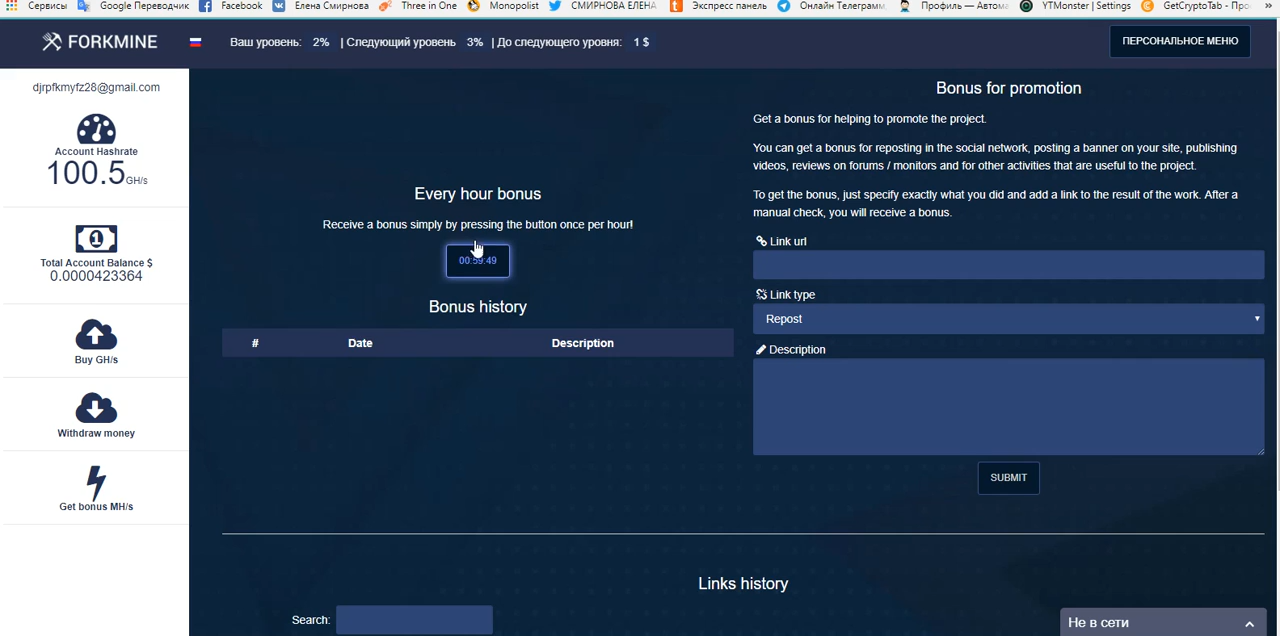 Сервисы Google Переводчик Facebook Елена Смирнова Three in One Monopolist СМИРНОВА ЕЛЕНА Экспресс панель Онлайн Телеграмм Профиль — Автома YTMonster | Settings GetCryptoTab - Про »
FORKMINE Ваш уровень: 2% | Следующий уровень 3% | До следующего уровня: 1 $ ПЕРСОНАЛЬНОЕ МЕНЮ
djrpfkmyfz28@gmail.com
Account Hashrate
100.5 GH/s
Total Account Balance $
0.0000423364
Buy GH/s
Withdraw money
Get bonus MH/s
Every hour bonus
Receive a bonus simply by pressing the button once per hour!
00:59:49
Bonus history
# Date Description
Bonus for promotion
Get a bonus for helping to promote the project.
You can get a bonus for reposting in the social network, posting a banner on your site, publishing
videos, reviews on forums / monitors and for other activities that are useful to the project.
To get the bonus, just specify exactly what you did and add a link to the result of the work. After a
manual check, you will receive a bonus.
Link url
Link type
Repost
Description
SUBMIT
Links history
Search:
Не в сети